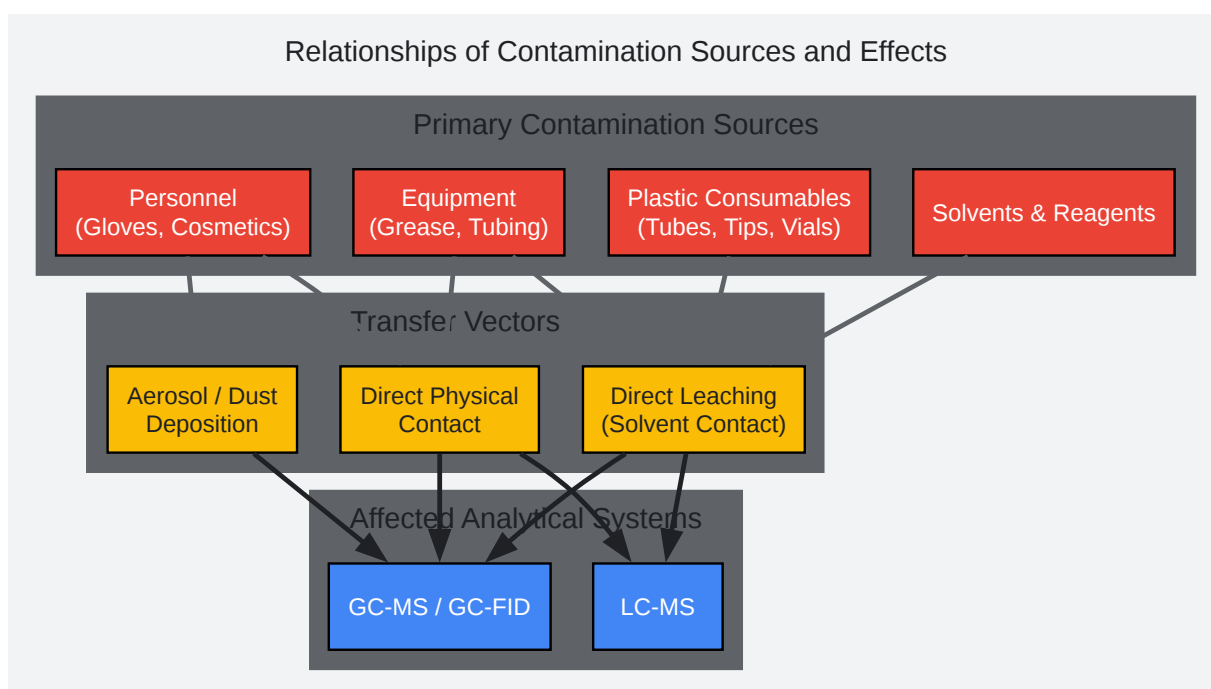 Relationships of Contamination Sources and Effects
Primary Contamination Sources
Personnel
(Gloves, Cosmetics)
Equipment
(Grease, Tubing)
Plastic Consumables
(Tubes, Tips, Vials)
Solvents & Reagents
Transfer Vectors
Aerosol / Dust
Deposition
Direct Physical
Contact
Direct Leaching
(Solvent Contact)
Affected Analytical Systems
GC-MS / GC-FID
LC-MS